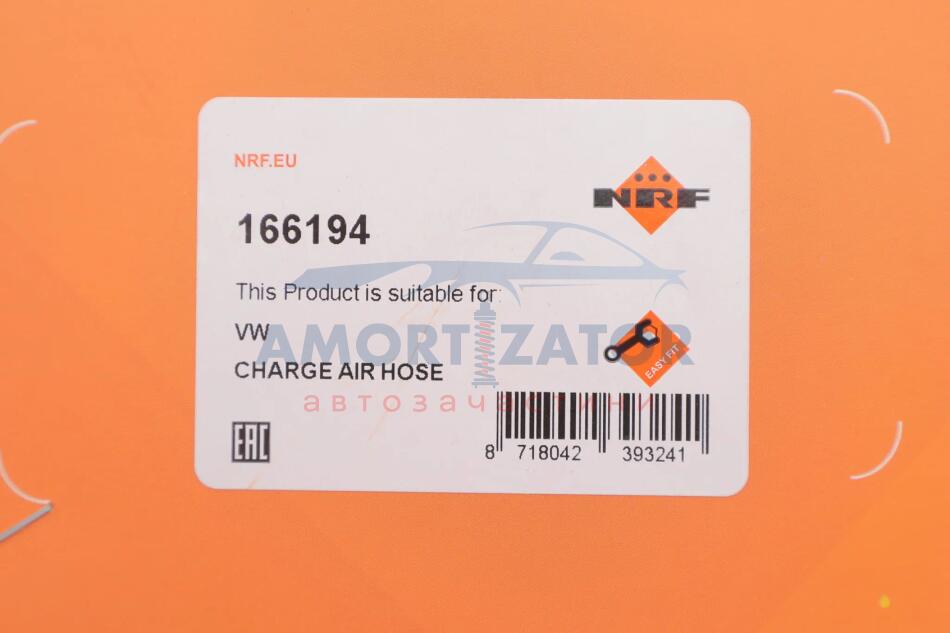 NRF.EU
NRF
166194
This Product is suitable for:
VW
AMORTIZATOR
EASY FIT
CHARGE AIR HOSE
автозачастини
EAC
8 718042 393241